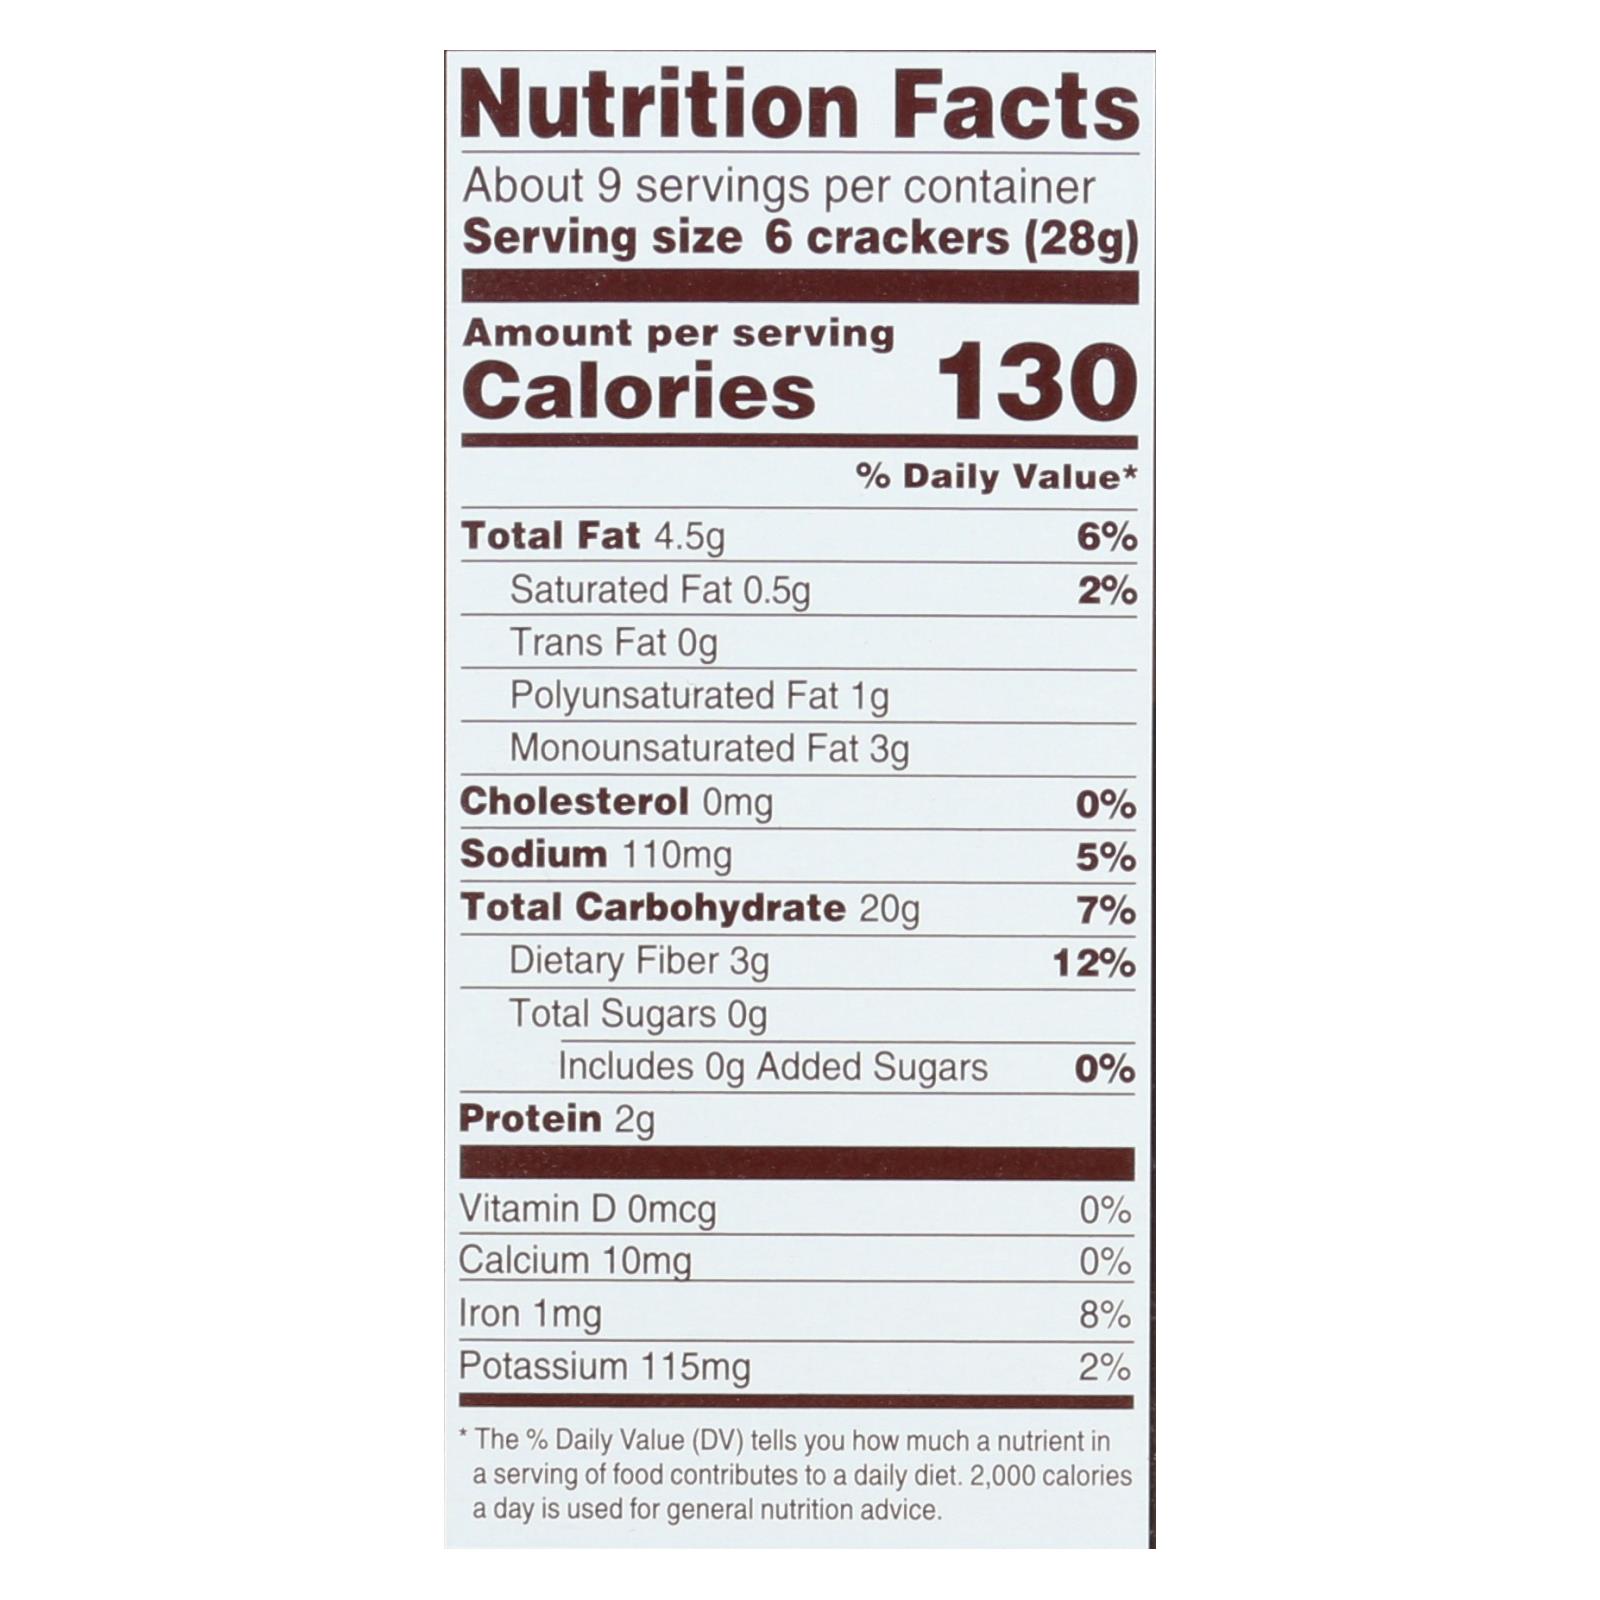 Nutrition Facts
About 9 servings per container
Serving size 6 crackers (28g)
Amount per serving
Calories 130
% Daily Value*
Total Fat 4.5g 6%
Saturated Fat 0.5g 2%
Trans Fat 0g
Polyunsaturated Fat 1g
Monounsaturated Fat 3g
Cholesterol 0mg 0%
Sodium 110mg 5%
Total Carbohydrate 20g 7%
Dietary Fiber 3g 12%
Total Sugars 0g
Includes 0g Added Sugars 0%
Protein 2g
Vitamin D 0mcg 0%
Calcium 10mg 0%
Iron 1mg 8%
Potassium 115mg 2%
* The % Daily Value (DV) tells you how much a nutrient in
a serving of food contributes to a daily diet. 2,000 calories
a day is used for general nutrition advice.